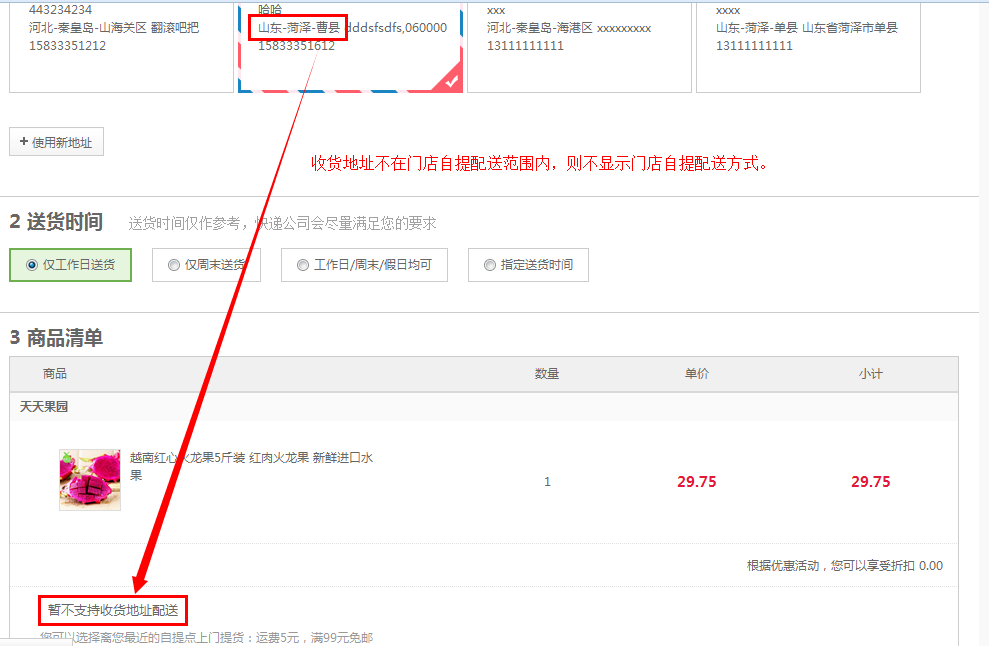 443234234
河北-秦皇岛-山海关区 翻滚吧把
15833351212
哈哈
山东-菏泽-曹县 dddsfsdfs,060000
15833351612
xxx
河北-秦皇岛-海港区 xxxxxxxxx
13111111111
xxxx
山东-菏泽-单县 山东省菏泽市单县
13111111111
+ 使用新地址
收货地址不在门店自提配送范围内，则不显示门店自提配送方式。
2 送货时间 送货时间仅作参考，快递公司会尽量满足您的要求
仅工作日送货 仅周末送货 工作日/周末/假日均可 指定送货时间
3 商品清单
商品 数量 单价 小计
天天果园
越南红心火龙果5斤装 红肉火龙果 新鲜进口水
果
1 29.75 29.75
根据优惠活动，您可以享受折扣 0.00
暂不支持收货地址配送
您可以选择离您最近的自提点上门提货：运费5元，满99元免邮